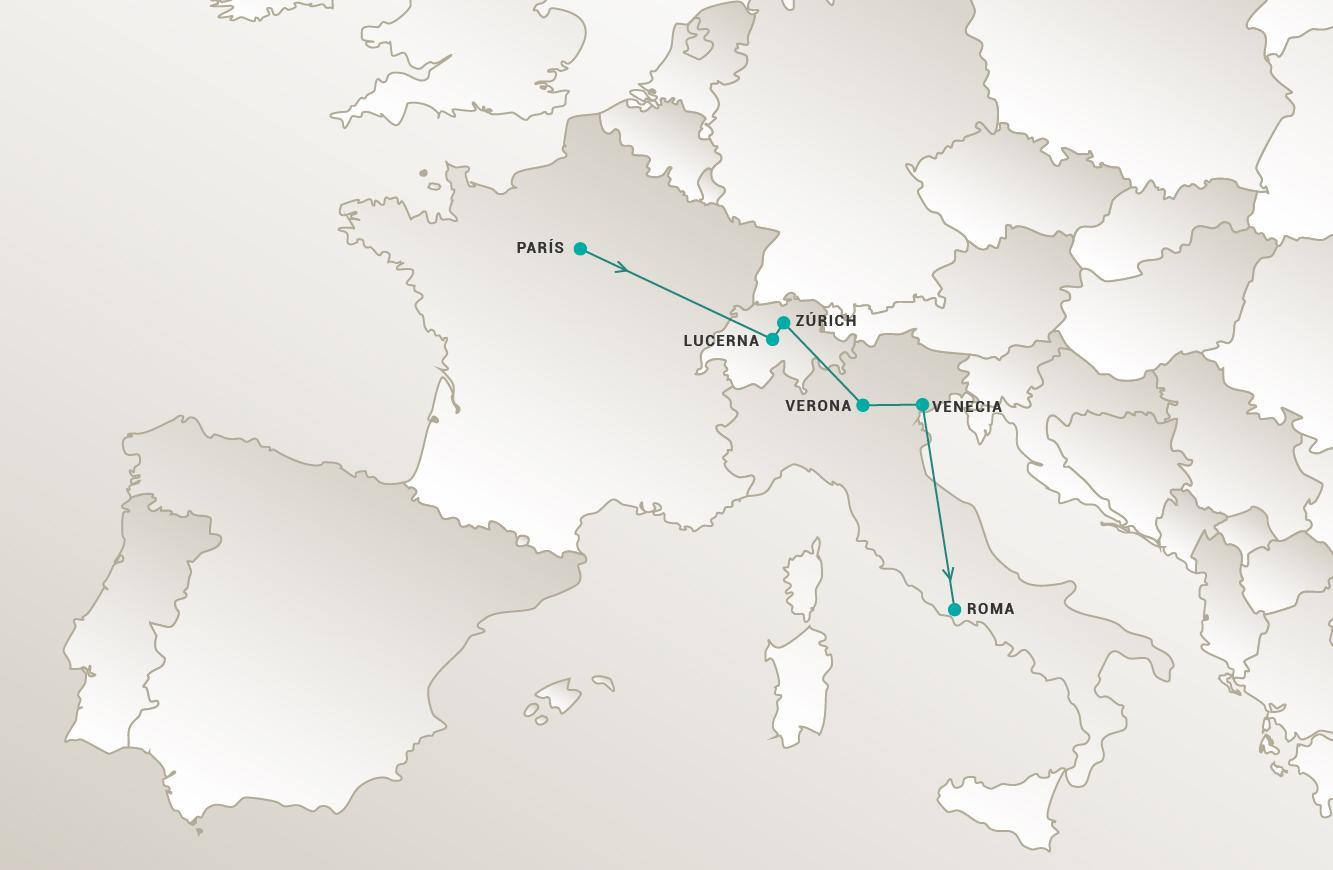 PARÍS
ZÚRICH
LUCERNA
VERONA
VENECIA
ROMA